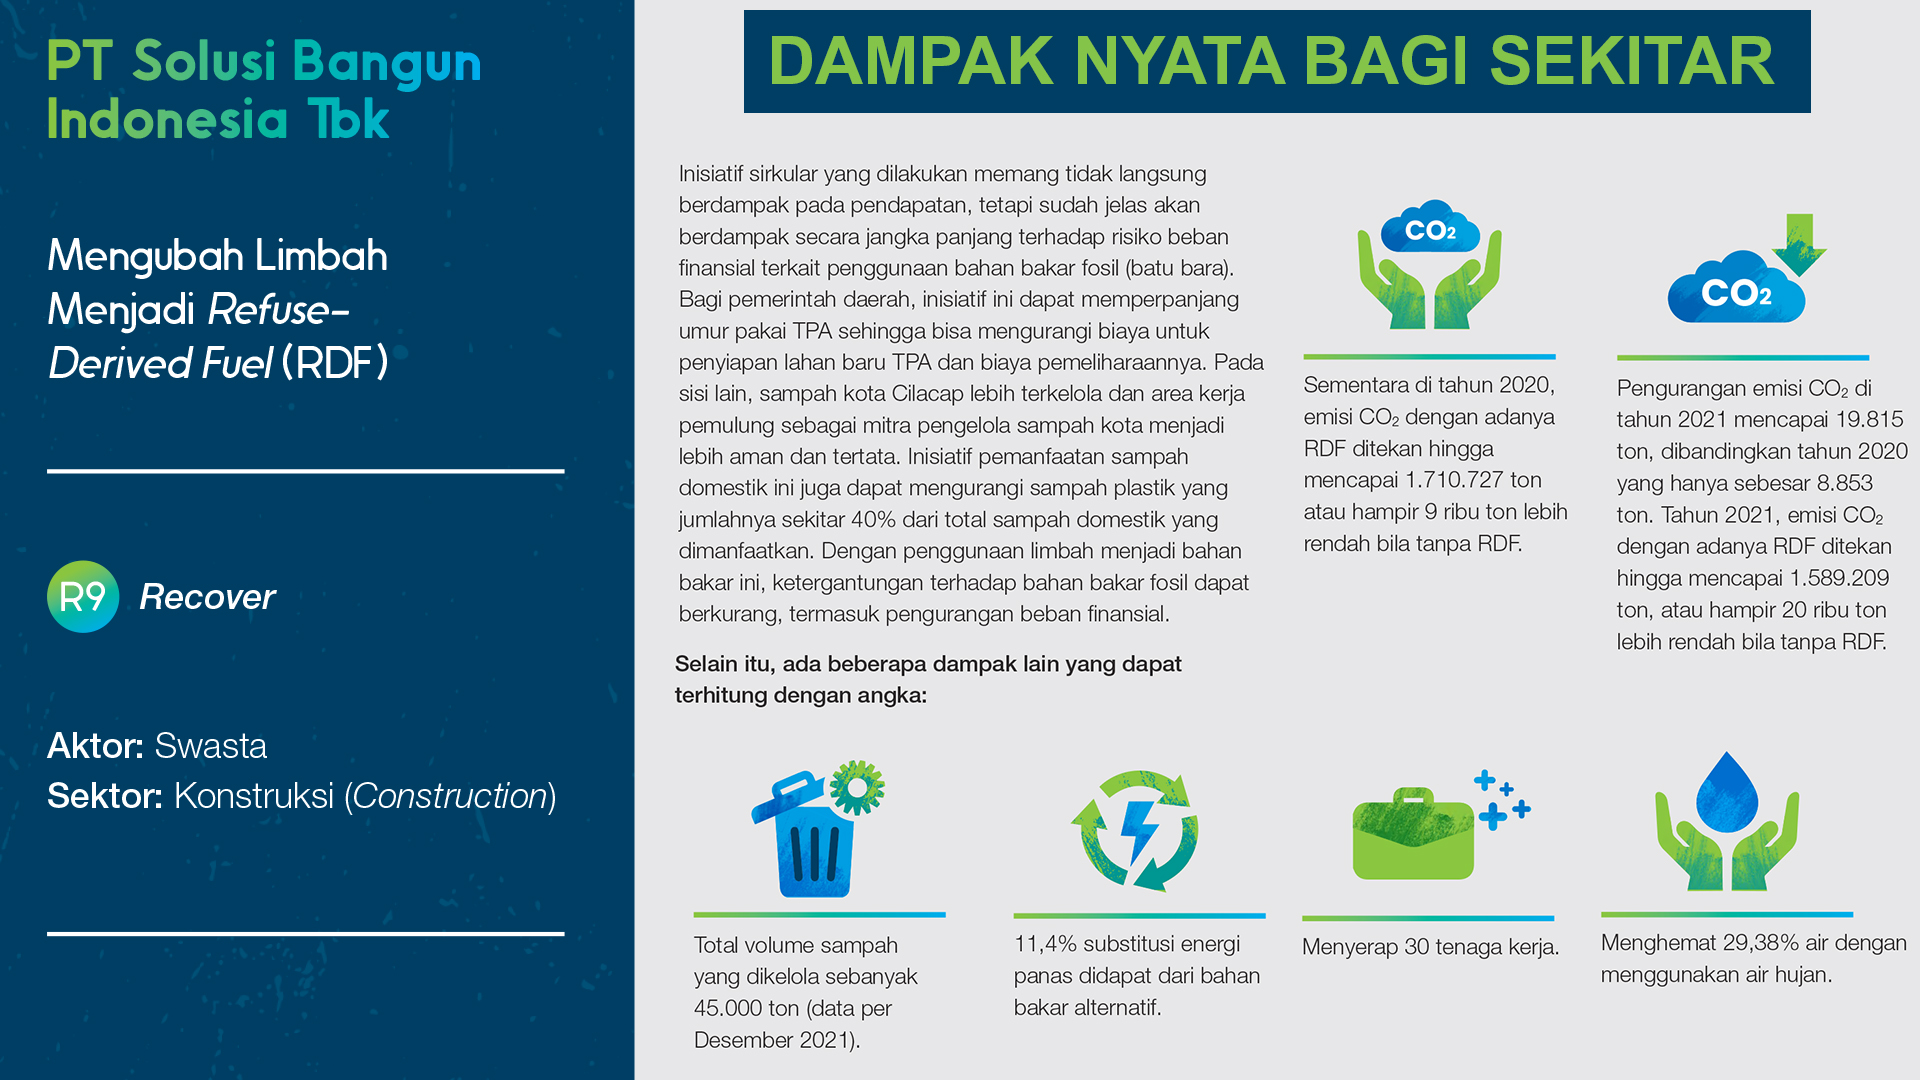 PT Solusi Bangun
Indonesia Tbk
Mengubah Limbah
Menjadi Refuse-
Derived Fuel (RDF)
R9 Recover
Aktor: Swasta
Sektor: Konstruksi (Construction)
DAMPAK NYATA BAGI SEKITAR
Inisiatif sirkular yang dilakukan memang tidak langsung
berdampak pada pendapatan, tetapi sudah jelas akan
berdampak secara jangka panjang terhadap risiko beban
finansial terkait penggunaan bahan bakar fosil (batu bara).
Bagi pemerintah daerah, inisiatif ini dapat memperpanjang
umur pakai TPA sehingga bisa mengurangi biaya untuk
penyiapan lahan baru TPA dan biaya pemeliharaannya. Pada
sisi lain, sampah kota Cilacap lebih terkelola dan area kerja
pemulung sebagai mitra pengelola sampah kota menjadi
lebih aman dan tertata. Inisiatif pemanfaatan sampah
domestik ini juga dapat mengurangi sampah plastik yang
jumlahnya sekitar 40% dari total sampah domestik yang
dimanfaatkan. Dengan penggunaan limbah menjadi bahan
bakar ini, ketergantungan terhadap bahan bakar fosil dapat
berkurang, termasuk pengurangan beban finansial.
CO₂
Sementara di tahun 2020,
emisi CO₂ dengan adanya
RDF ditekan hingga
mencapai 1.710.727 ton
atau hampir 9 ribu ton lebih
rendah bila tanpa RDF.
CO₂
Pengurangan emisi CO₂ di
tahun 2021 mencapai 19.815
ton, dibandingkan tahun 2020
yang hanya sebesar 8.853
ton. Tahun 2021, emisi CO₂
dengan adanya RDF ditekan
hingga mencapai 1.589.209
ton, atau hampir 20 ribu ton
lebih rendah bila tanpa RDF.
Selain itu, ada beberapa dampak lain yang dapat
terhitung dengan angka:
Total volume sampah
yang dikelola sebanyak
45.000 ton (data per
Desember 2021).
11,4% substitusi energi
panas didapat dari bahan
bakar alternatif.
Menyerap 30 tenaga kerja.
Menghemat 29,38% air dengan
menggunakan air hujan.